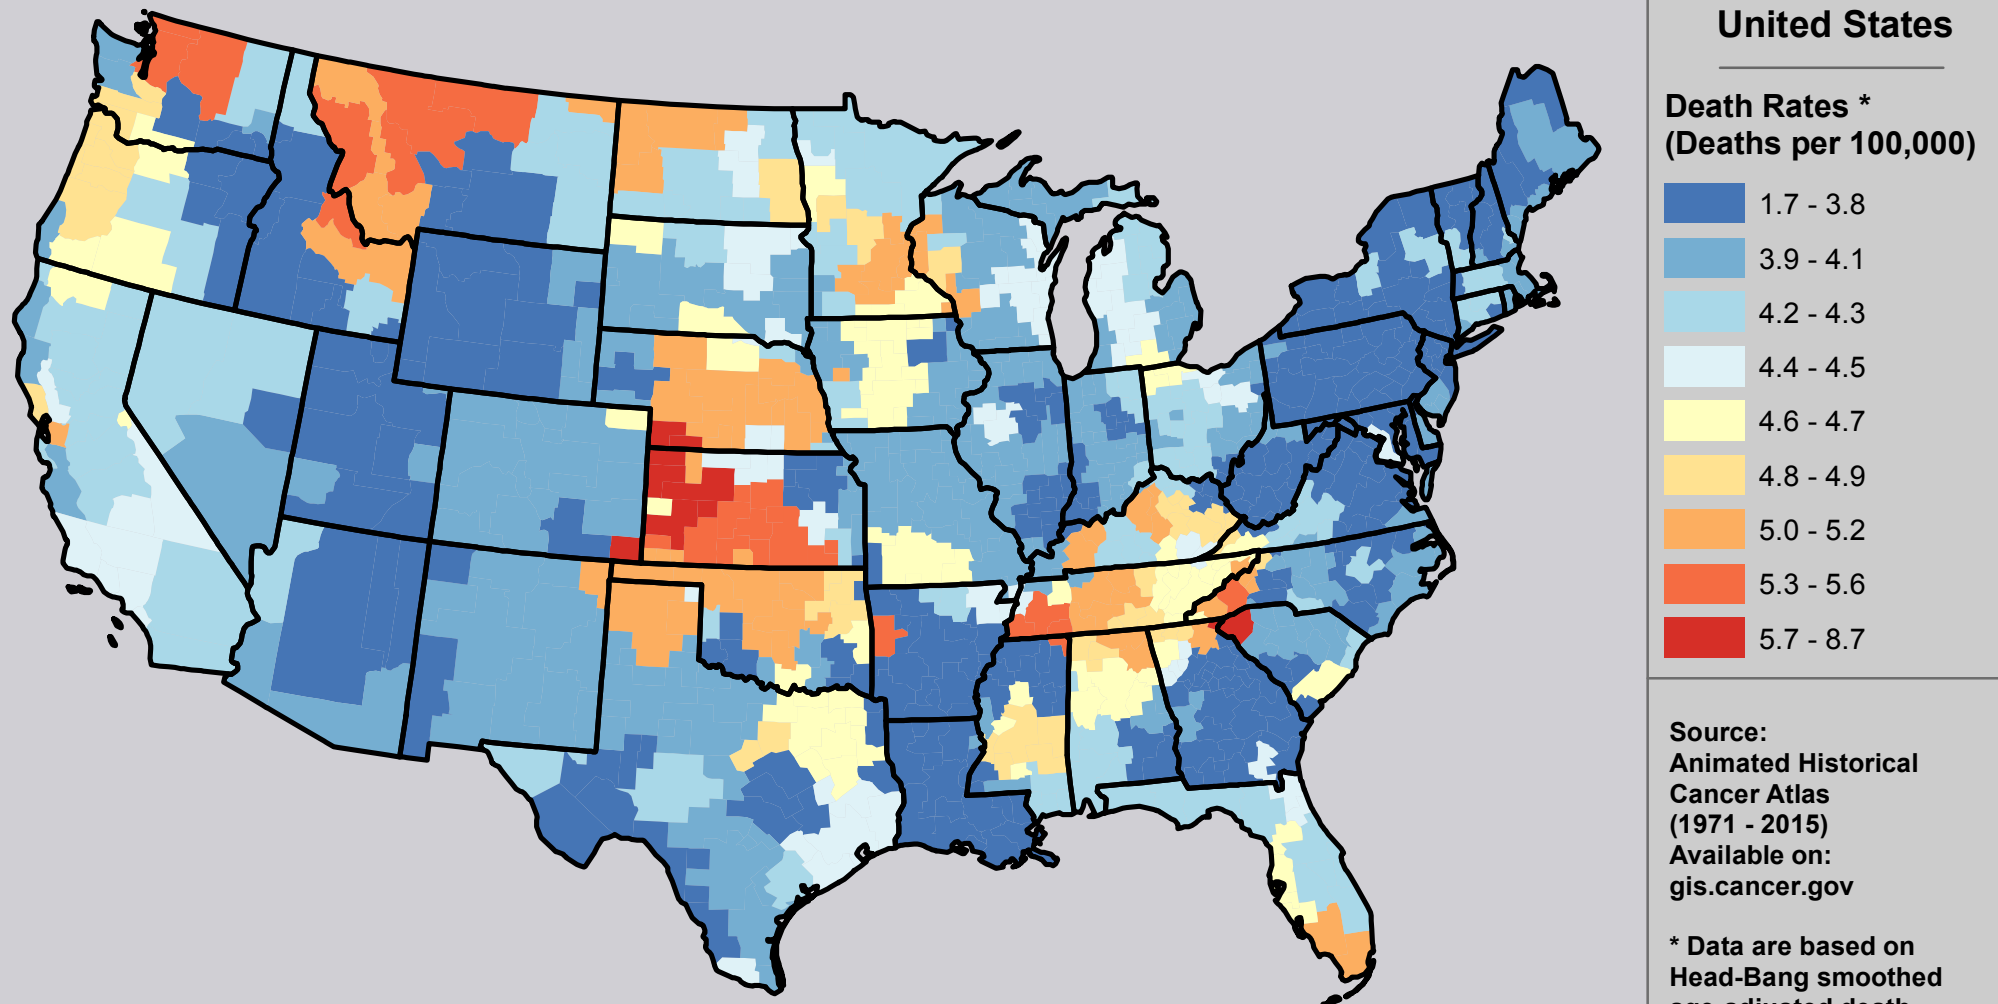 United States
Death Rates *
(Deaths per 100,000)
1.7 - 3.8
3.9 - 4.1
4.2 - 4.3
4.4 - 4.5
4.6 - 4.7
4.8 - 4.9
5.0 - 5.2
5.3 - 5.6
5.7 - 8.7
Source:
Animated Historical
Cancer Atlas
(1971 - 2015)
Available on:
gis.cancer.gov
* Data are based on
Head-Bang smoothed
age-adjusted death